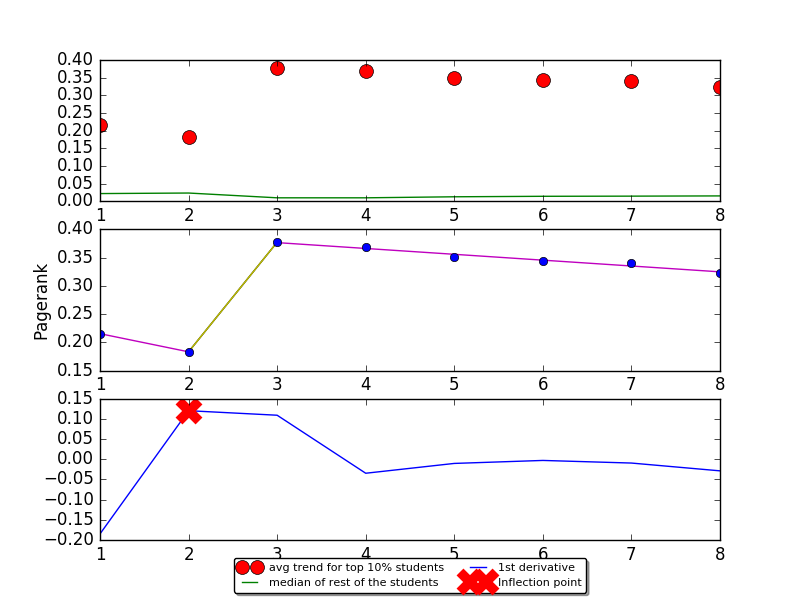 0.40
0.35
0.30
0.25
0.20
0.15
0.10
0.05
0.00
1 2 3 4 5 6 7 8
0.40
0.35
0.30
0.25
0.20
0.15
Pagerank
1 2 3 4 5 6 7 8
0.15
0.10
0.05
0.00
−0.05
−0.10
−0.15
−0.20
1 2 3 4 5 6 7 8
avg trend for top 10% students
median of rest of the students
1st derivative
Inflection point